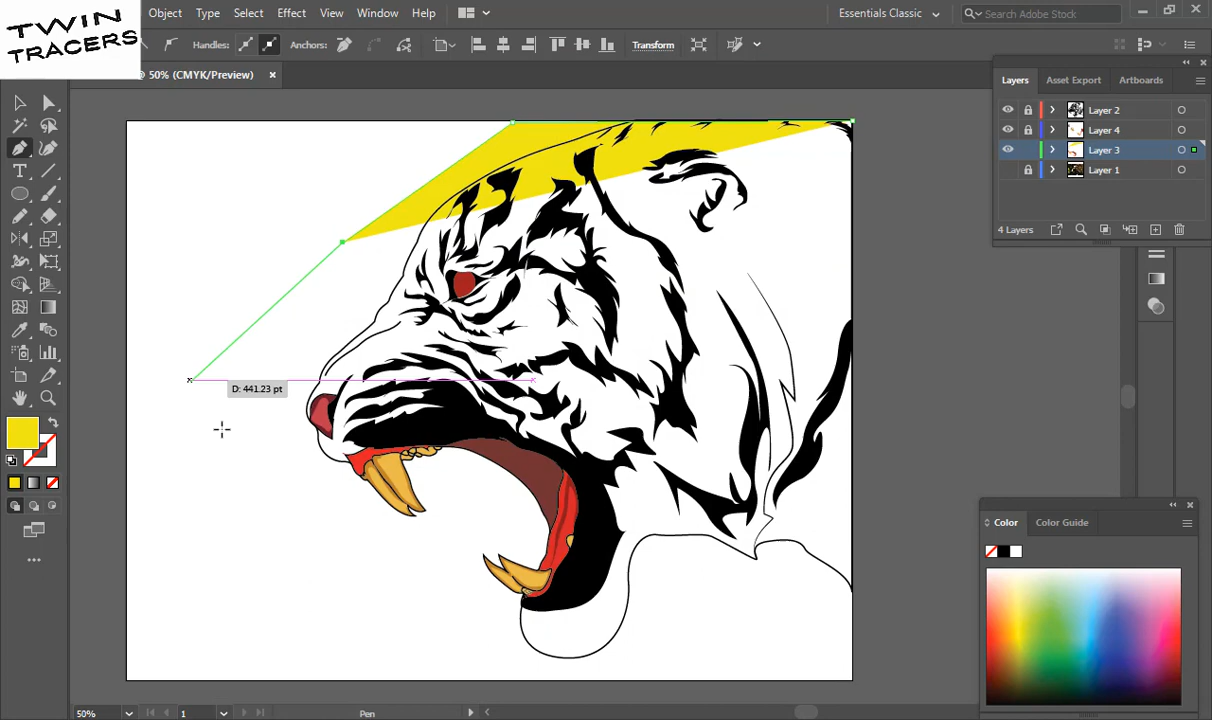 TWIN
TRACERS
Object Type Select Effect View Window Help
Essentials Classic
Search Adobe Stock
Handles:
Anchors:
Transform
@ 50% (CMYK/Preview)
Layers Asset Export Artboards
Layer 2
Layer 4
Layer 3
Layer 1
4 Layers
D: 441.23 pt
Color Color Guide
50%
1
Pen